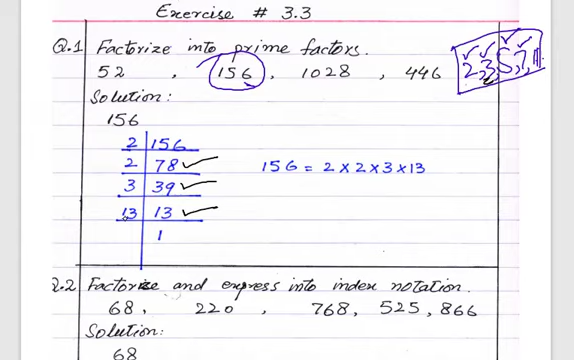 Exercise # 3.3
Q.1 Factorize into prime factors.
52 , 156 , 1028 , 446
2, 3, 5, 7, 11
Solution:
156
2 | 156
2 | 78
3 | 39
13 | 13
1
156 = 2 × 2 × 3 × 13
Q.2 Factorize and express into index notation.
68, 220 , 768, 525, 866
Solution:
68